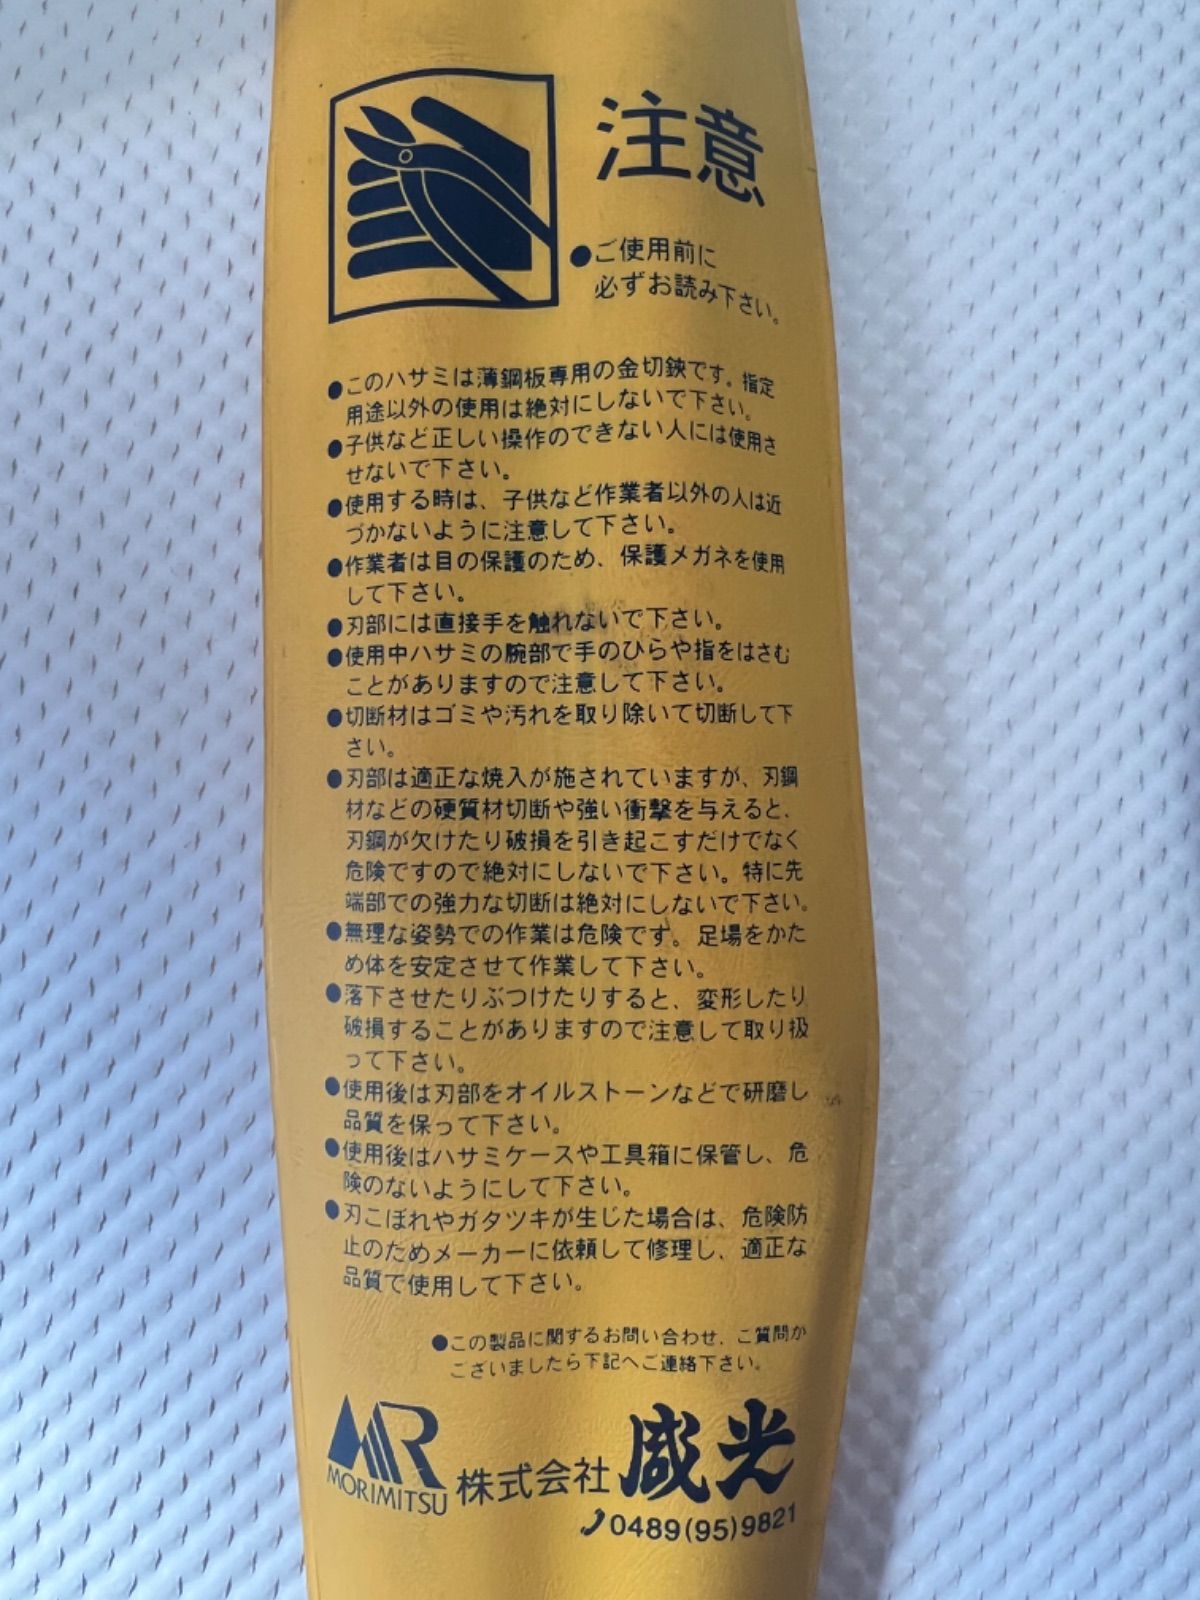 注意
●ご使用前に
必ずお読み下さい。
●このハサミは薄鋼板専用の金切鋏です。指定
用途以外の使用は絶対にしないで下さい。
●子供など正しい操作のできない人には使用さ
せないで下さい。
●使用する時は、子供など作業者以外の人は近
づかないように注意して下さい。
●作業者は目の保護のため、保護メガネを使用
して下さい。
●刃部には直接手を触れないで下さい。
●使用中ハサミの腕部で手のひらや指をはさむ
ことがありますので注意して下さい。
●切断材はゴミや汚れを取り除いて切断して下
さい。
●刃部は適正な焼入が施されていますが、刃鋼
材などの硬質材切断や強い衝撃を与えると、
刃鋼が欠けたり破損を引き起こすだけでなく
危険ですので絶対にしないで下さい。特に先
端部での強力な切断は絶対にしないで下さい。
●無理な姿勢での作業は危険です。足場をかた
め体を安定させて作業して下さい。
●落下させたりぶつけたりすると、変形したり
破損することがありますので注意して取り扱
って下さい。
●使用後は刃部をオイルストーンなどで研磨し
品質を保って下さい。
●使用後はハサミケースや工具箱に保管し、危
険のないようにして下さい。
●刃こぼれやガタツキが生じた場合は、危険防
止のためメーカーに依頼して修理し、適正な
品質で使用して下さい。
●この製品に関するお問い合わせ、ご質問が
ございましたら下記へご連絡下さい。
MR
MORIMITSU 株式会社 盛光
0489(95)9821